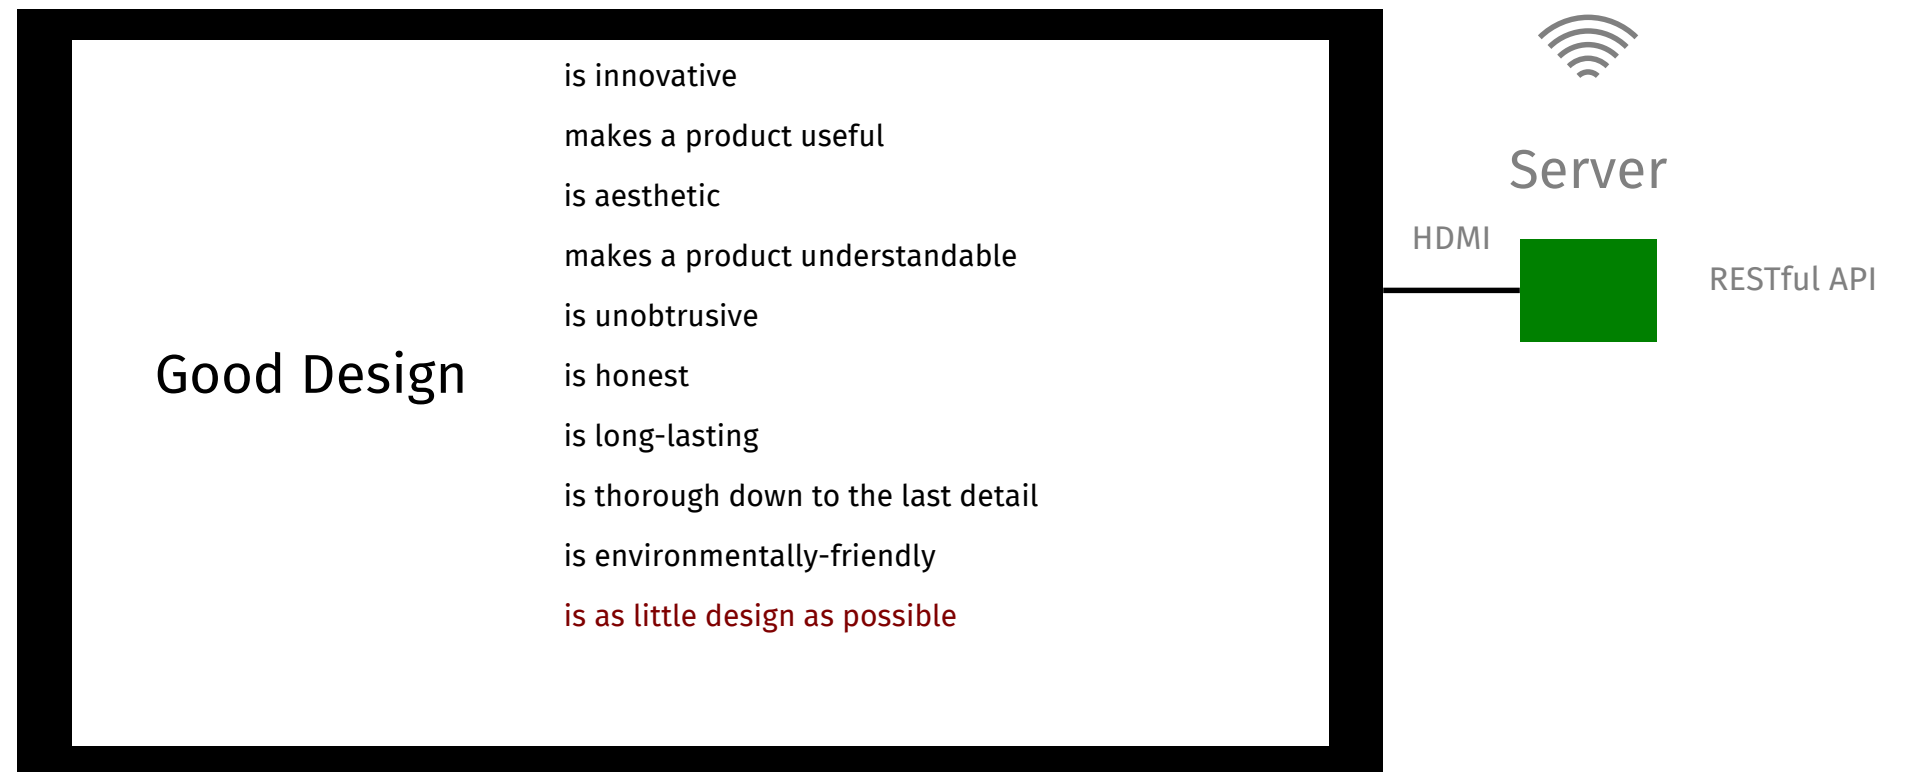 is innovative
makes a product useful
is aesthetic
makes a product understandable
is unobtrusive
Good Design
is honest
is long-lasting
is thorough down to the last detail
is environmentally-friendly
is as little design as possible
Server
HDMI
RESTful API